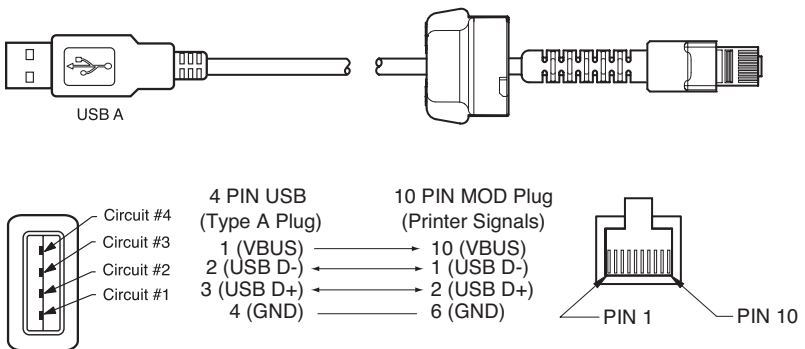 USB A
Circuit #4
Circuit #3
Circuit #2
Circuit #1
4 PIN USB
(Type A Plug)
10 PIN MOD Plug
(Printer Signals)
1 (VBUS) 10 (VBUS)
2 (USB D-) 1 (USB D-)
3 (USB D+) 2 (USB D+)
4 (GND) 6 (GND)
PIN 1
PIN 10